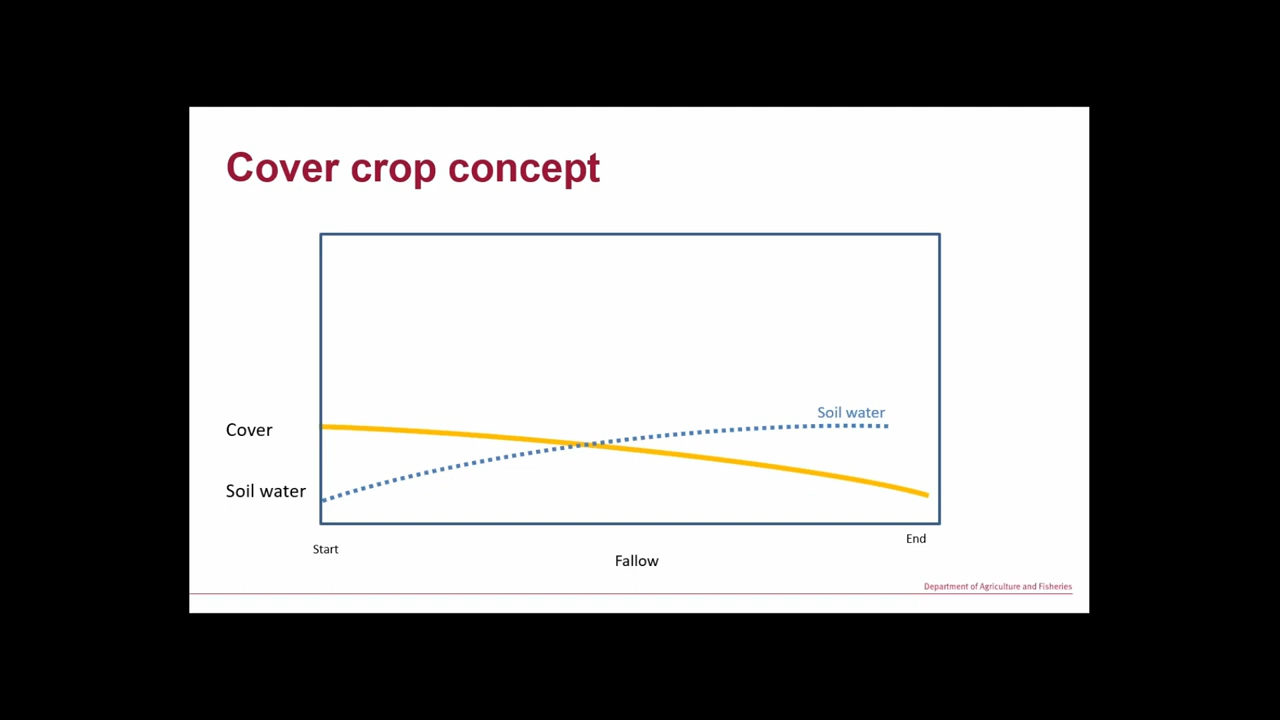 Cover crop concept
Soil water
Cover
Soil water
Start
End
Fallow
Department of Agriculture and Fisheries